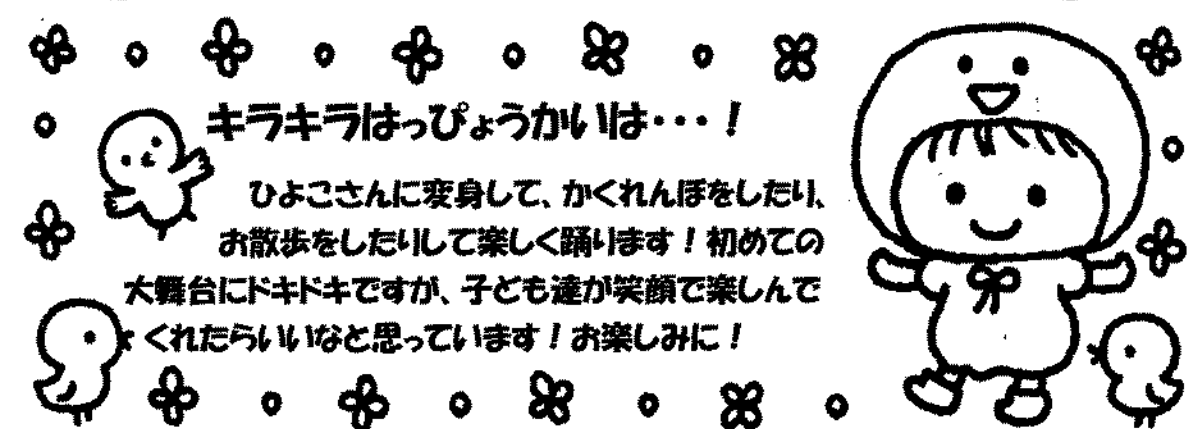 キラキラはっぴょうかいは・・・！
ひよこさんに変身して、かくれんぼをしたり、
お散歩をしたりして楽しく踊ります！初めての
大舞台にドキドキですが、子ども達が笑顔で楽しんで
くれたらいいなと思っています！お楽しみに！